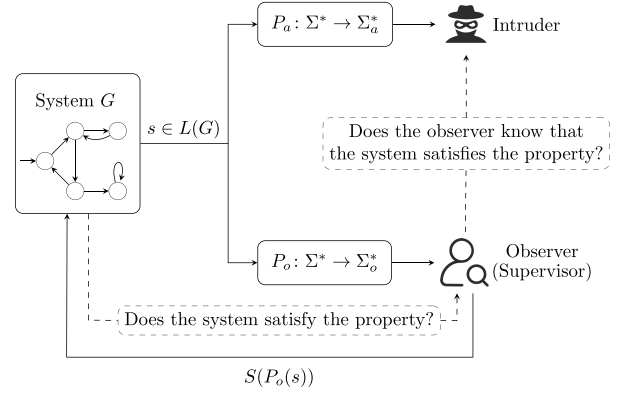 P_a: Σ* → Σ_a*
Intruder
System G
s ∈ L(G)
Does the observer know that
the system satisfies the property?
P_o: Σ* → Σ_o*
Observer
(Supervisor)
Does the system satisfy the property?
S(P_o(s))